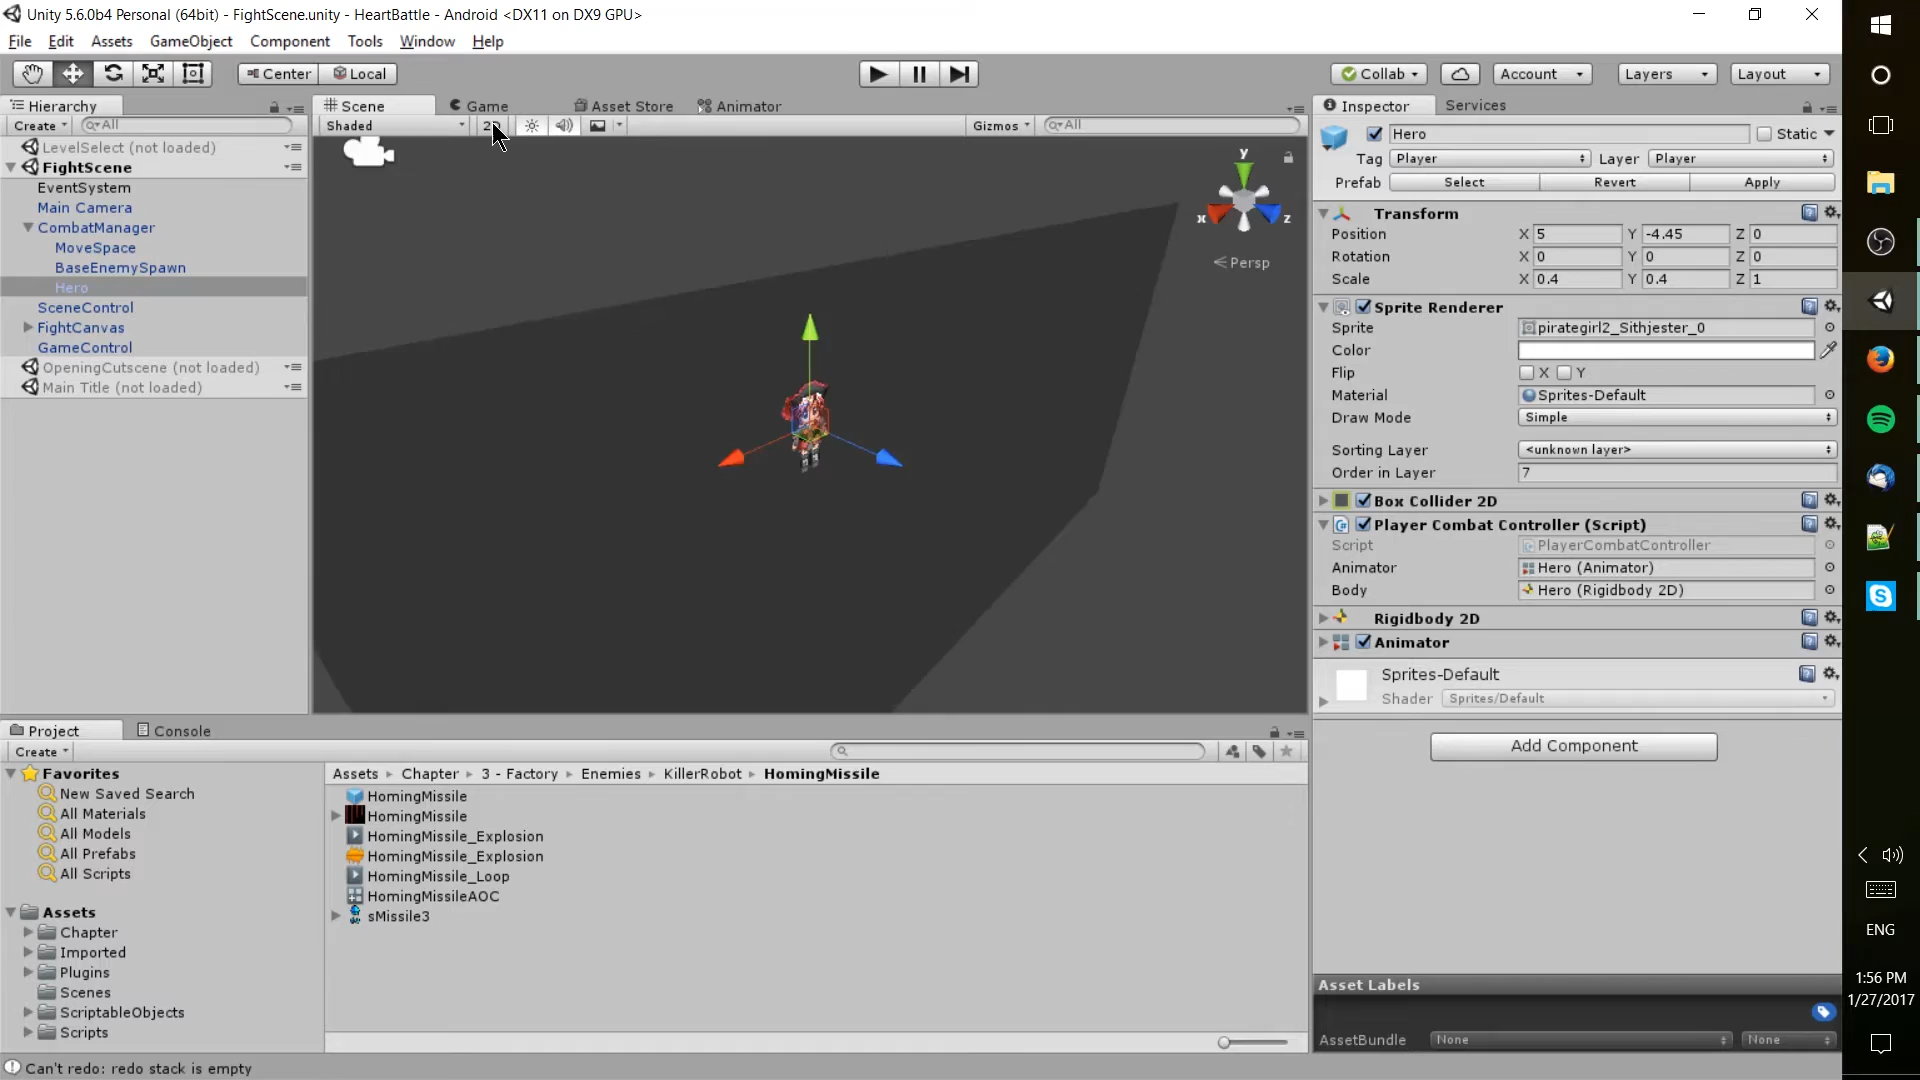 Unity 5.6.0b4 Personal (64bit) - FightScene.unity - HeartBattle - Android <DX11 on DX9 GPU>
File Edit Assets GameObject Component Tools Window Help
Center Local Collab Account Layers Layout
Hierarchy
Create All
LevelSelect (not loaded)
FightScene
EventSystem
Main Camera
CombatManager
MoveSpace
BaseEnemySpawn
Hero
SceneControl
FightCanvas
GameControl
OpeningCutscene (not loaded)
Main Title (not loaded)
Scene Game Asset Store Animator
Shaded Gizmos All
y
x z
Persp
Inspector Services
Hero Static
Tag Player Layer Player
Prefab Select Revert Apply
Transform
Position X 5 Y -4.45 Z 0
Rotation X 0 Y 0 Z 0
Scale X 0.4 Y 0.4 Z 1
Sprite Renderer
Sprite pirategirl2_Sithjester_0
Color
Flip X Y
Material Sprites-Default
Draw Mode Simple
Sorting Layer <unknown layer>
Order in Layer 7
Box Collider 2D
Player Combat Controller (Script)
Script PlayerCombatController
Animator Hero (Animator)
Body Hero (Rigidbody 2D)
Rigidbody 2D
Animator
Sprites-Default
Shader Sprites/Default
Add Component
Asset Labels
AssetBundle None None
Project Console
Create
Favorites
New Saved Search
All Materials
All Models
All Prefabs
All Scripts
Assets
Chapter
Imported
Plugins
Scenes
ScriptableObjects
Scripts
Assets Chapter 3 - Factory Enemies KillerRobot HomingMissile
HomingMissile
HomingMissile
HomingMissile_Explosion
HomingMissile_Explosion
HomingMissile_Loop
HomingMissileAOC
sMissile3
Can't redo: redo stack is empty
ENG
1:56 PM
1/27/2017